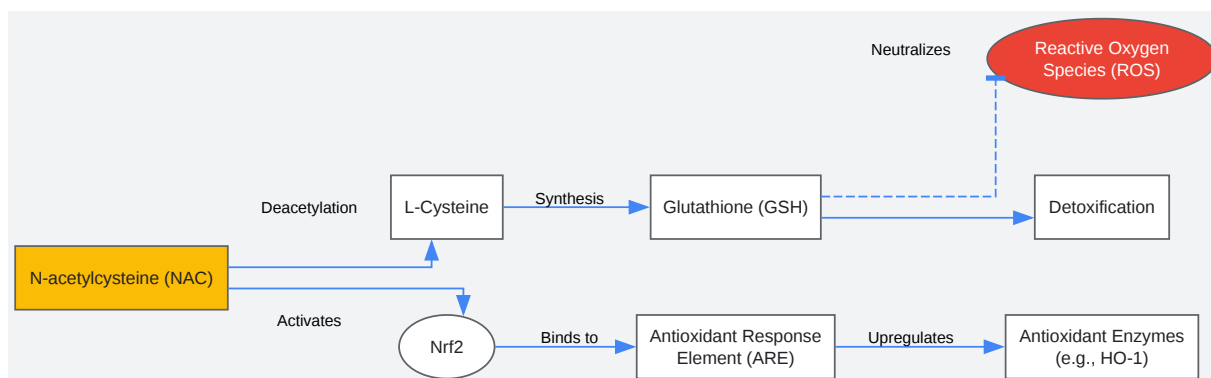 Neutralizes
Reactive Oxygen
Species (ROS)
Deacetylation
L-Cysteine
Synthesis
Glutathione (GSH)
Detoxification
N-acetylcysteine (NAC)
Activates
Nrf2
Binds to
Antioxidant Response
Element (ARE)
Upregulates
Antioxidant Enzymes
(e.g., HO-1)